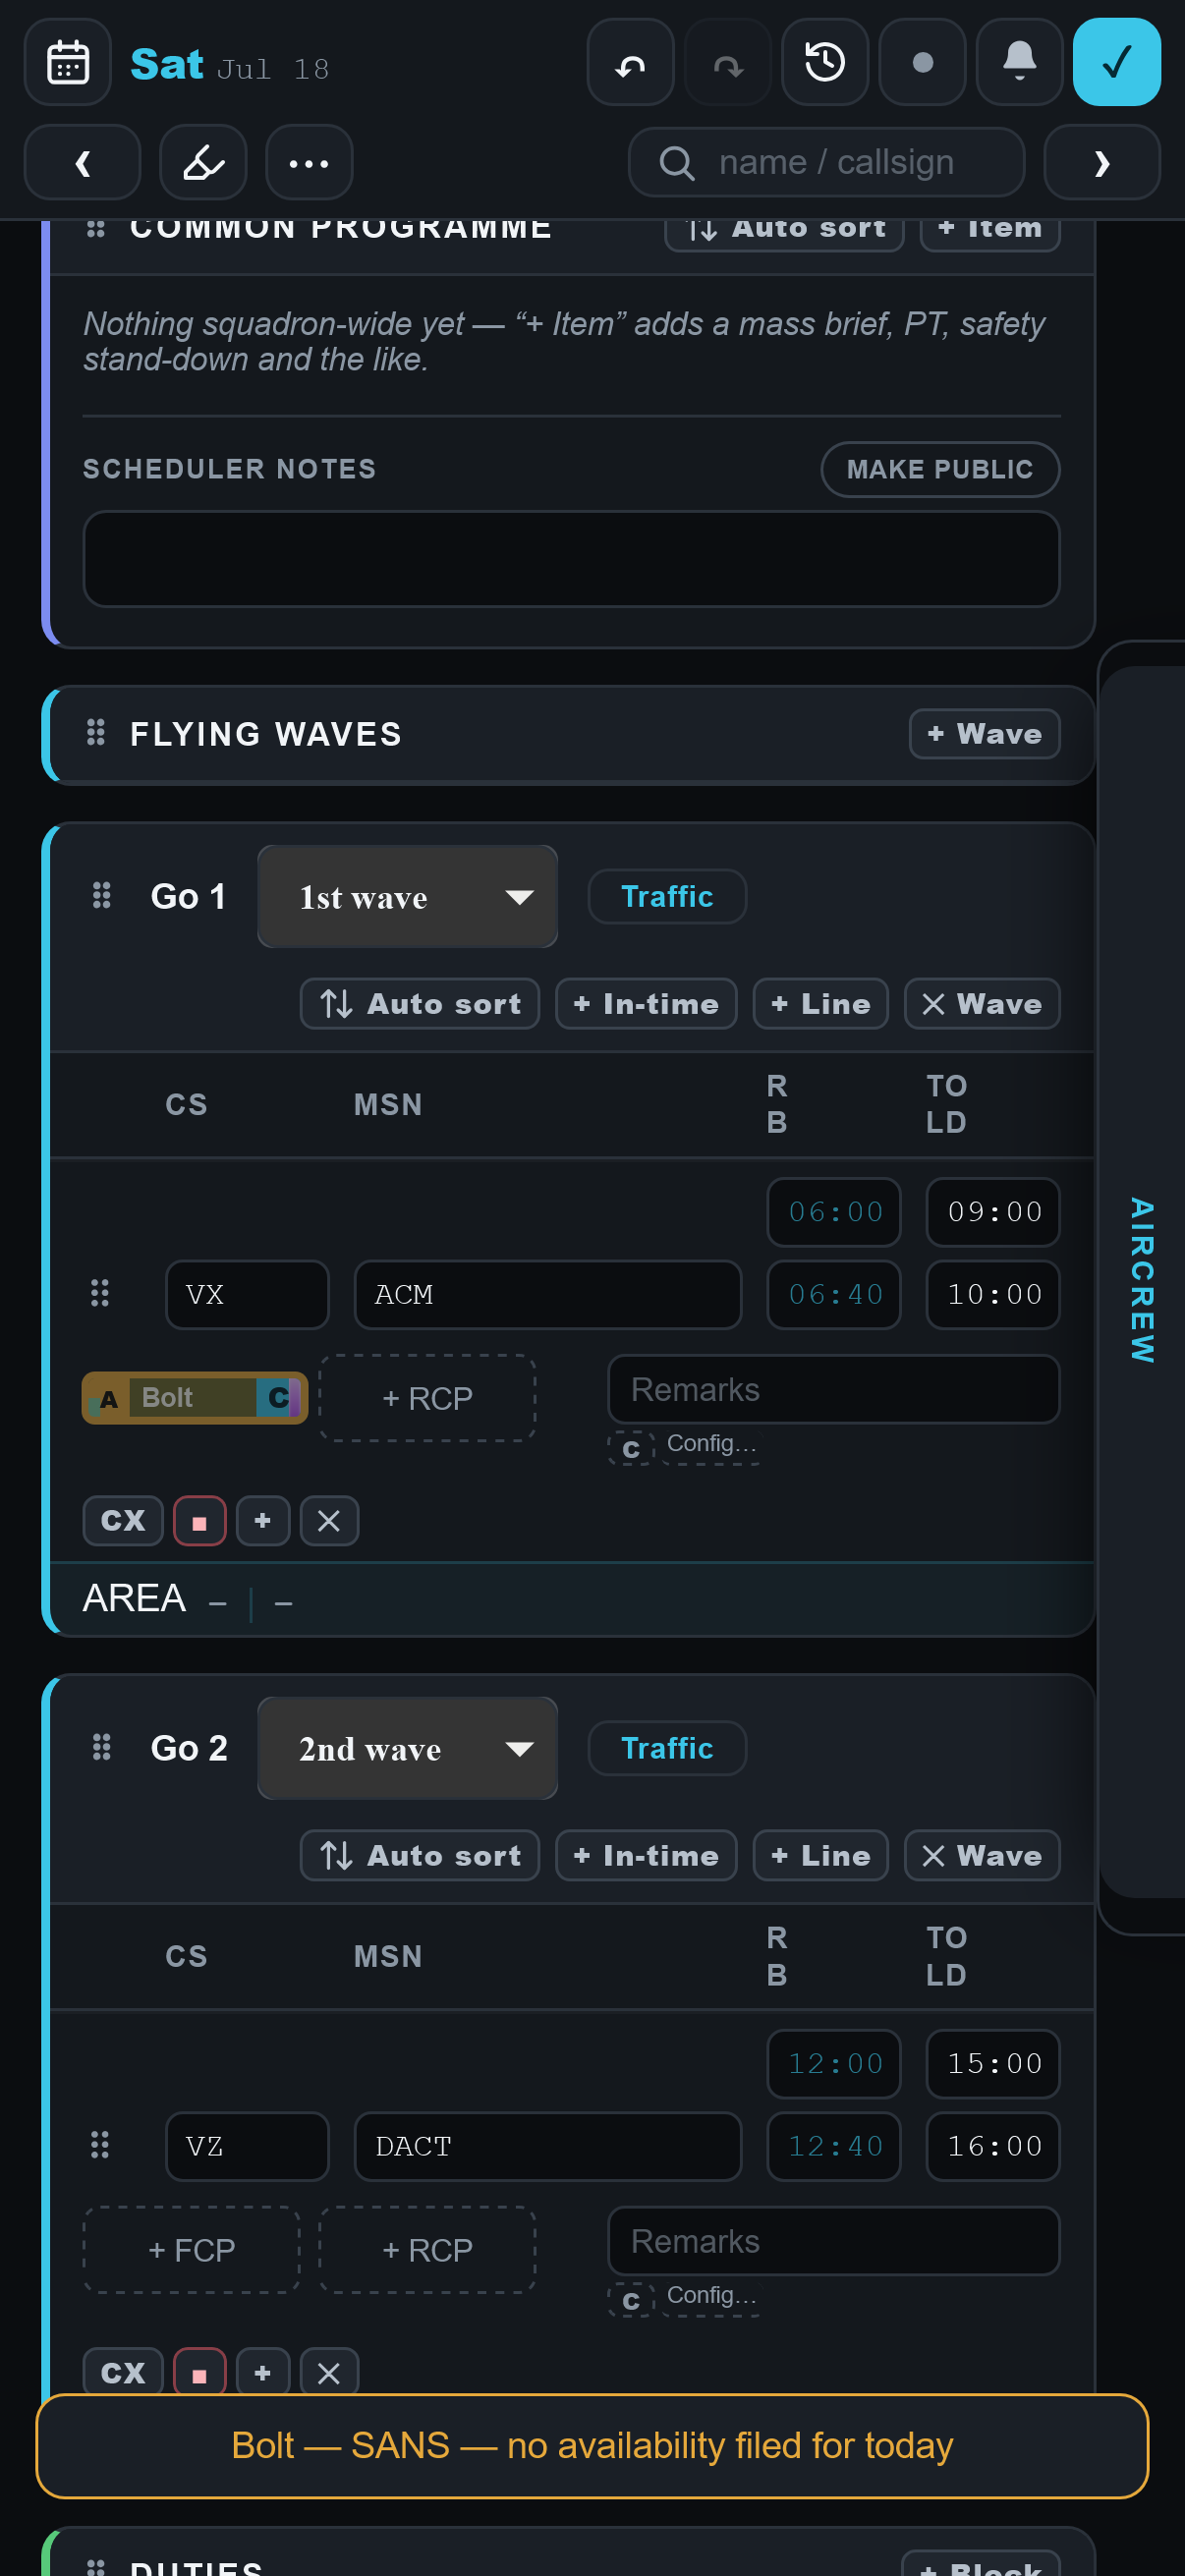 Sat Jul 18
name / callsign
COMMON PROGRAMME Auto sort + Item
Nothing squadron-wide yet — “+ Item” adds a mass brief, PT, safety
stand-down and the like.
SCHEDULER NOTES MAKE PUBLIC
FLYING WAVES + Wave
Go 1 1st wave Traffic
Auto sort + In-time + Line × Wave
CS MSN R TO
B LD
06:00 09:00
VX ACM 06:40 10:00
A Bolt C + RCP Remarks
C Config...
CX + ×
AREA – | –
AIRCREW
Go 2 2nd wave Traffic
Auto sort + In-time + Line × Wave
CS MSN R TO
B LD
12:00 15:00
VZ DACT 12:40 16:00
+ FCP + RCP Remarks
C Config...
CX + ×
Bolt — SANS — no availability filed for today
DUTIES + Block